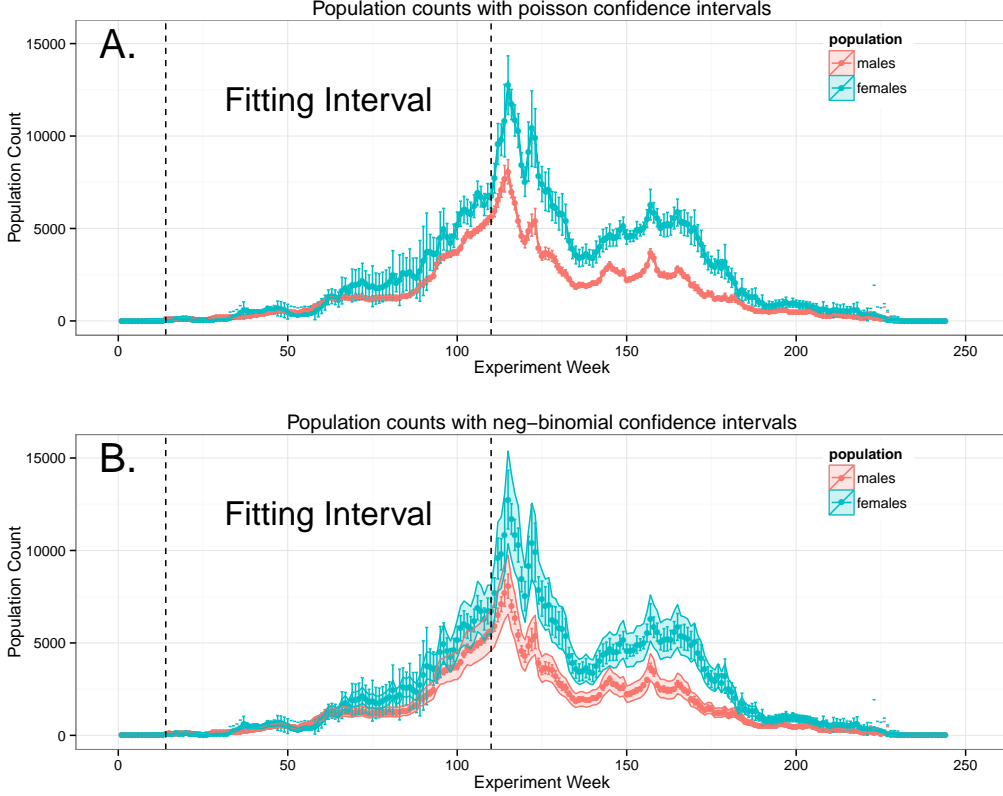 Population counts with poisson confidence intervals
A.
Fitting Interval
population
males
females
15000
10000
5000
0
Population Count
0 50 100 150 200 250
Experiment Week
Population counts with neg−binomial confidence intervals
B.
Fitting Interval
population
males
females
15000
10000
5000
0
Population Count
0 50 100 150 200 250
Experiment Week